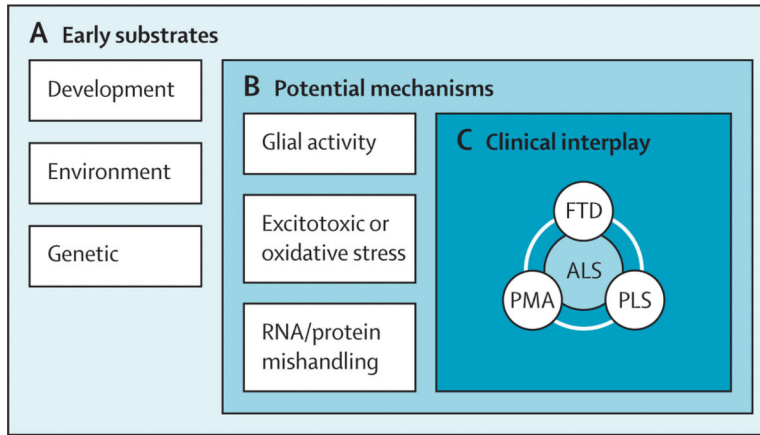 A Early substrates
Development
Environment
Genetic
B Potential mechanisms
Glial activity
Excitotoxic or
oxidative stress
RNA/protein
mishandling
C Clinical interplay
FTD
ALS
PMA
PLS